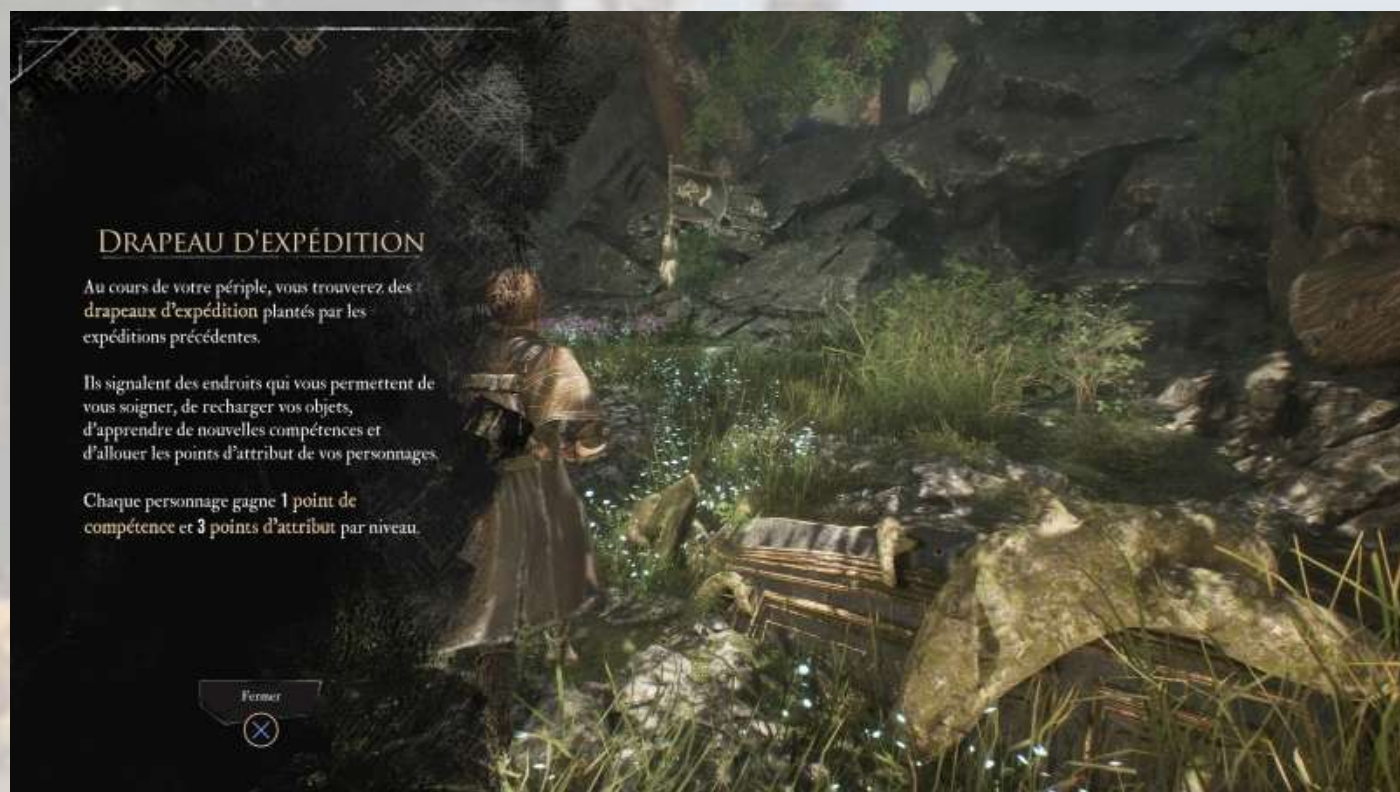 Drapeau d'expédition
Au cours de votre périple, vous trouverez des
drapeaux d'expédition plantés par les
expéditions précédentes.
Ils signalent des endroits qui vous permettent de
vous soigner, de recharger vos objets,
d'apprendre de nouvelles compétences et
d'allouer les points d'attribut de vos personnages.
Chaque personnage gagne 1 point de
compétence et 3 points d'attribut par niveau.
Fermer